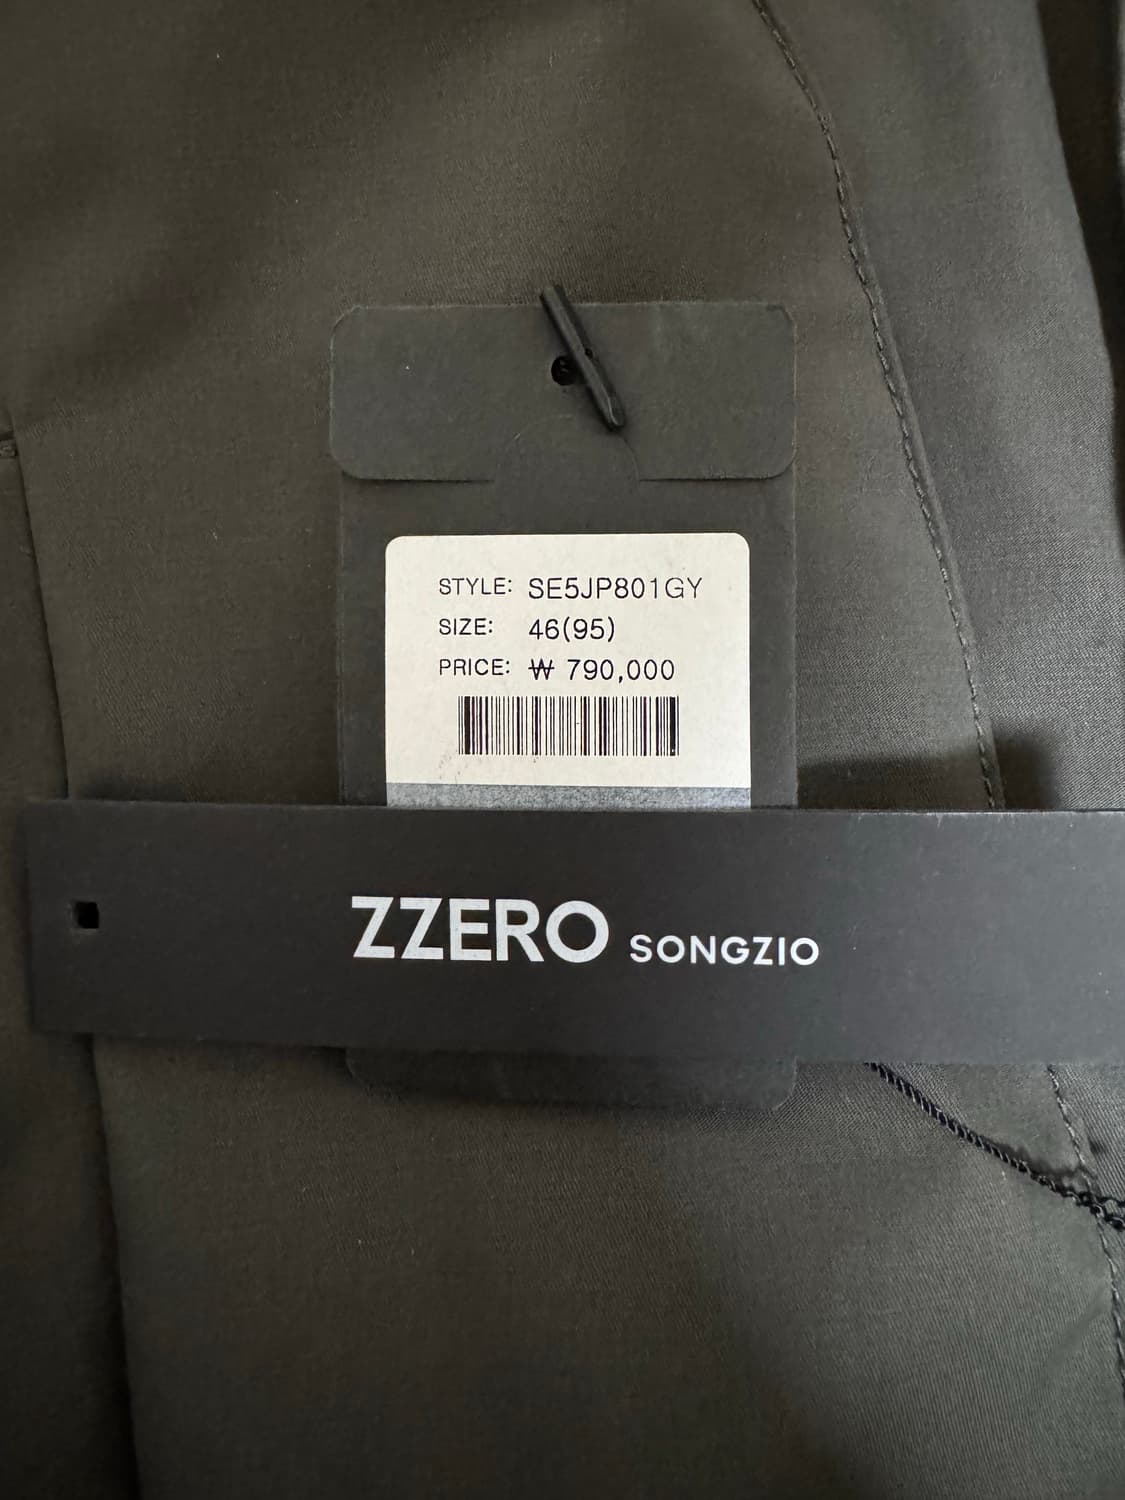 STYLE: SE5JP801GY
SIZE: 46(95)
PRICE: ₩ 790,000
ZZERO SONGZIO